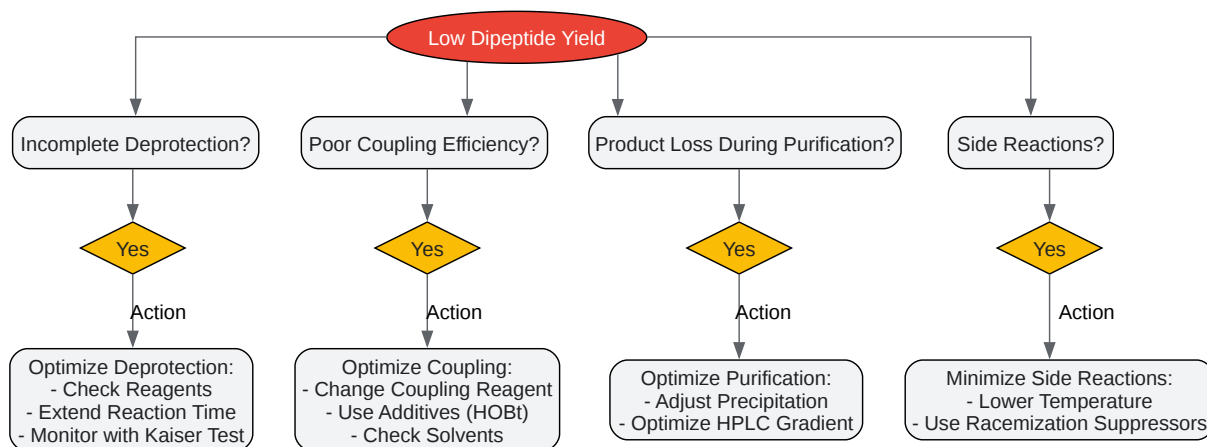 Low Dipeptide Yield
Incomplete Deprotection?
Poor Coupling Efficiency?
Product Loss During Purification?
Side Reactions?
Yes
Yes
Yes
Yes
Action
Action
Action
Action
Optimize Deprotection:
- Check Reagents
- Extend Reaction Time
- Monitor with Kaiser Test
Optimize Coupling:
- Change Coupling Reagent
- Use Additives (HOBt)
- Check Solvents
Optimize Purification:
- Adjust Precipitation
- Optimize HPLC Gradient
Minimize Side Reactions:
- Lower Temperature
- Use Racemization Suppressors